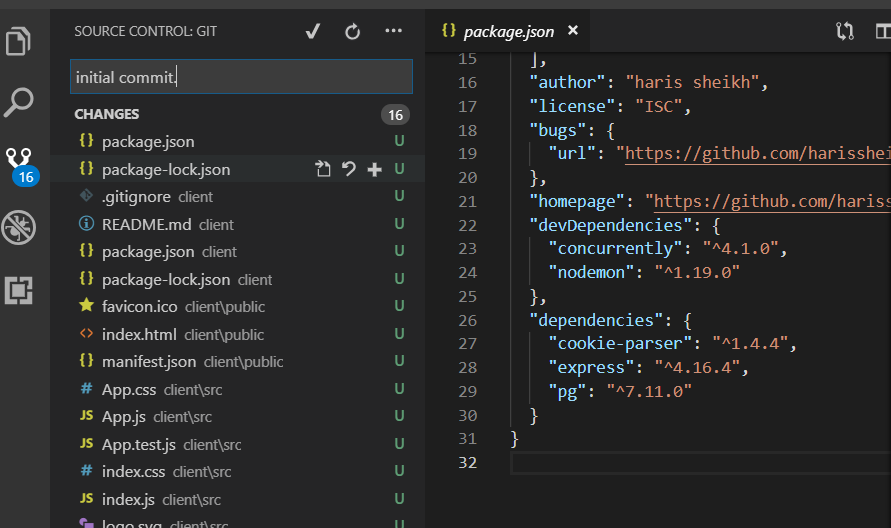 SOURCE CONTROL: GIT
initial commit.
CHANGES 16
{} package.json U
{} package-lock.json U
.gitignore client U
README.md client U
{} package.json client U
{} package-lock.json client U
favicon.ico client\public U
<> index.html client\public U
{} manifest.json client\public U
# App.css client\src U
JS App.js client\src U
JS App.test.js client\src U
# index.css client\src U
JS index.js client\src U
logo.svg client\src U
16
{} package.json ×
15 ],
16 "author": "haris sheikh",
17 "license": "ISC",
18 "bugs": {
19 "url": "https://github.com/harisshei
20 },
21 "homepage": "https://github.com/hariss
22 "devDependencies": {
23 "concurrently": "^4.1.0",
24 "nodemon": "^1.19.0"
25 },
26 "dependencies": {
27 "cookie-parser": "^1.4.4",
28 "express": "^4.16.4",
29 "pg": "^7.11.0"
30 }
31 }
32